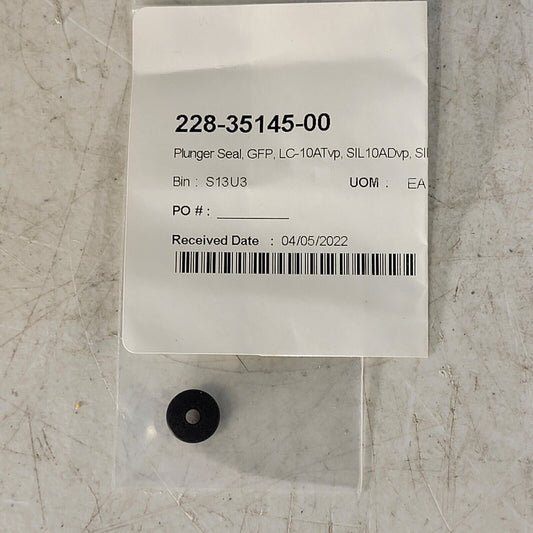 228-35145-00
Plunger Seal, GFP, LC-10ATvp, SIL10ADvp,
Bin : S13U3 UOM : EA
PO # : __________
Received Date : 04/05/2022